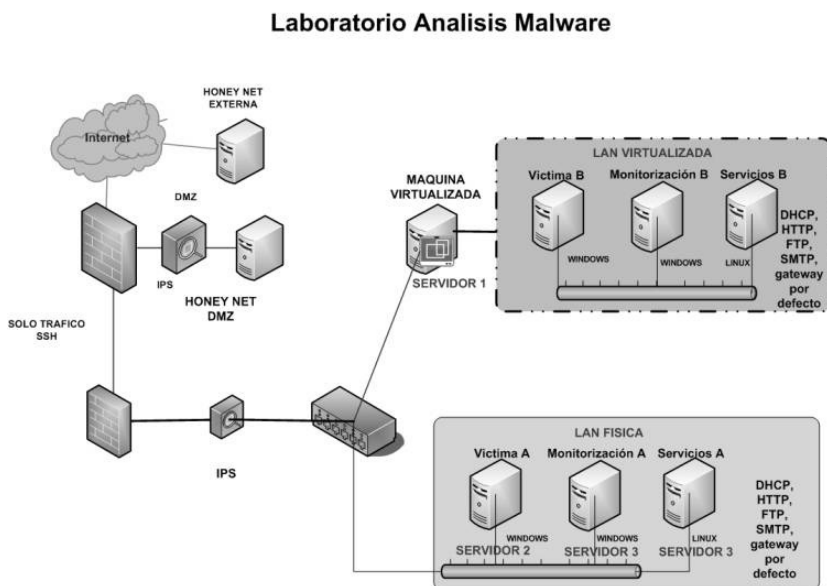 Laboratorio Analisis Malware
HONEY NET
EXTERNA
Internet
DMZ
IPS
HONEY NET
DMZ
SOLO TRAFICO
SSH
IPS
MAQUINA
VIRTUALIZADA
SERVIDOR 1
LAN VIRTUALIZADA
Victima B
Monitorización B
Servicios B
WINDOWS
WINDOWS
LINUX
DHCP,
HTTP,
FTP,
SMTP,
gateway
por
defecto
LAN FISICA
Victima A
Monitorización A
Servicios A
WINDOWS
WINDOWS
LINUX
SERVIDOR 2
SERVIDOR 3
SERVIDOR 3
DHCP,
HTTP,
FTP,
SMTP,
gateway
por
defecto